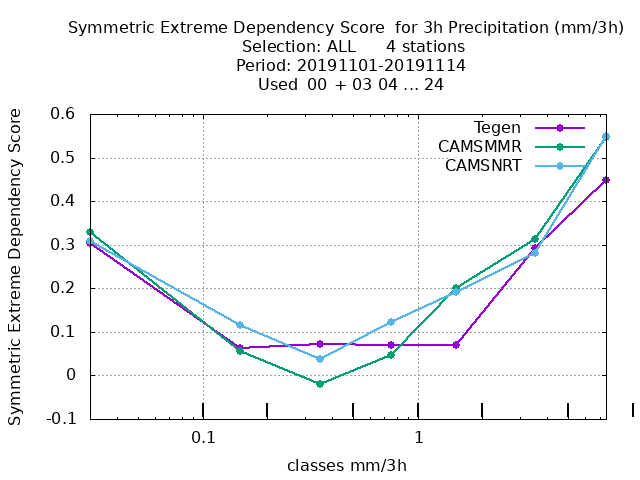 Symmetric Extreme Dependency Score  for 3h Precipitation (mm/3h)
Selection: ALL      4 stations
Period: 20191101-20191114
Used  00  + 03 04 ... 24
Symmetric Extreme Dependency Score
0.6
0.5
0.4
0.3
0.2
0.1
0
-0.1
Tegen
CAMSMMR
CAMSNRT
0.1
1
classes mm/3h